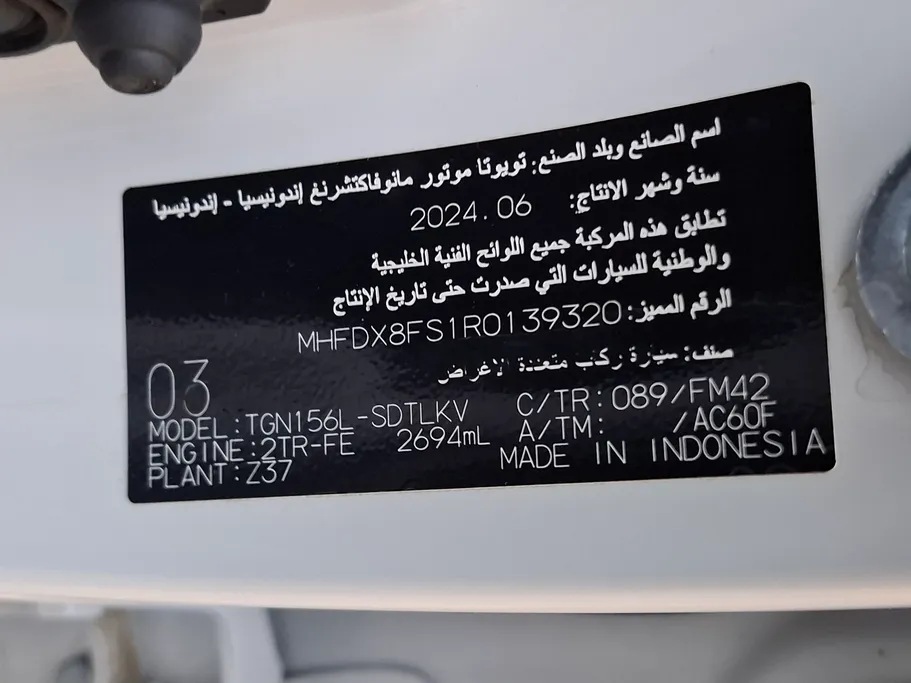 اسم الصانع وبلد الصنع: تويوتا موتور مانوفاكتشرنغ إندونيسيا - إندونيسيا
سنة وشهر الانتاج: 2024.06
تطابق هذه المركبة جميع اللوائح الفنية الخليجية
والوطنية للسيارات التي صدرت حتى تاريخ الإنتاج
الرقم المميز: MHFDX8FS1R0139320
صنف: سيارة ركب متعددة الاغراض
03
MODEL:TGN156L-SDTLKV C/TR:089/FM42
ENGINE:2TR-FE 2694mL A/TM: /AC60F
PLANT:Z37 MADE IN INDONESIA